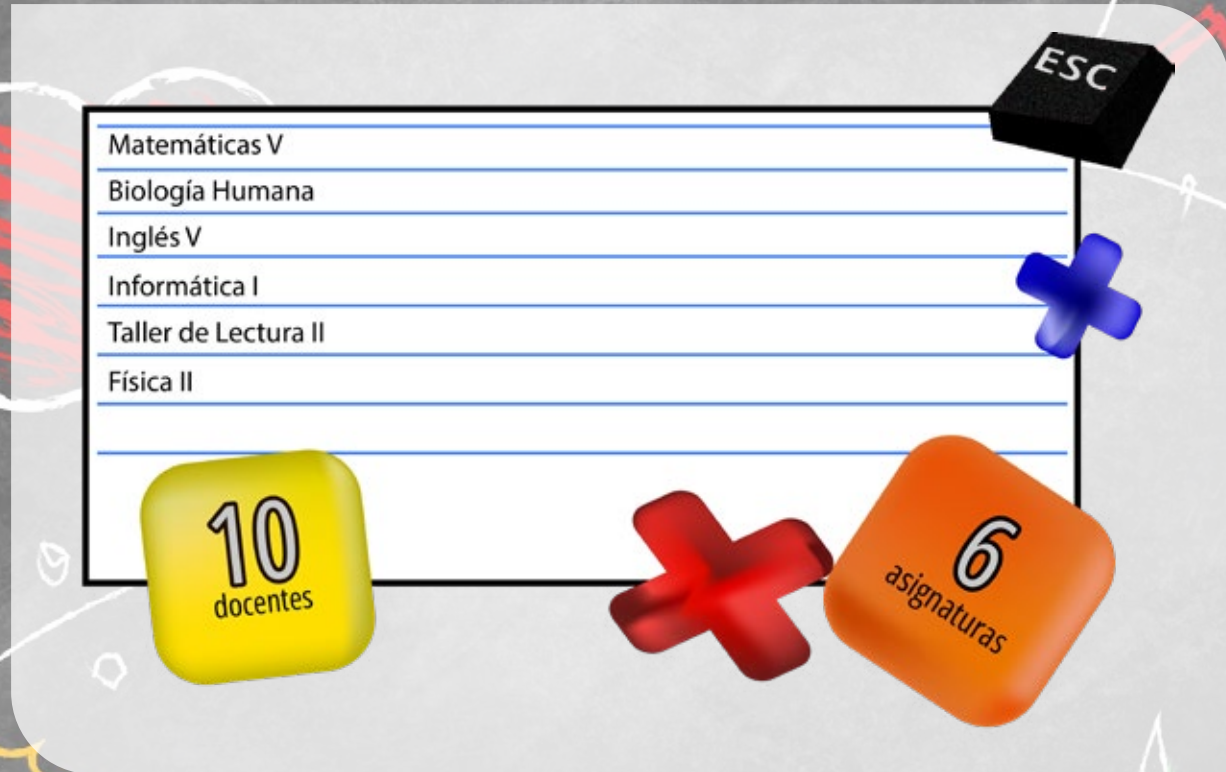 ESC
Matemáticas V
Biología Humana
Inglés V
Informática I
Taller de Lectura II
Física II
10
docentes
6
asignaturas